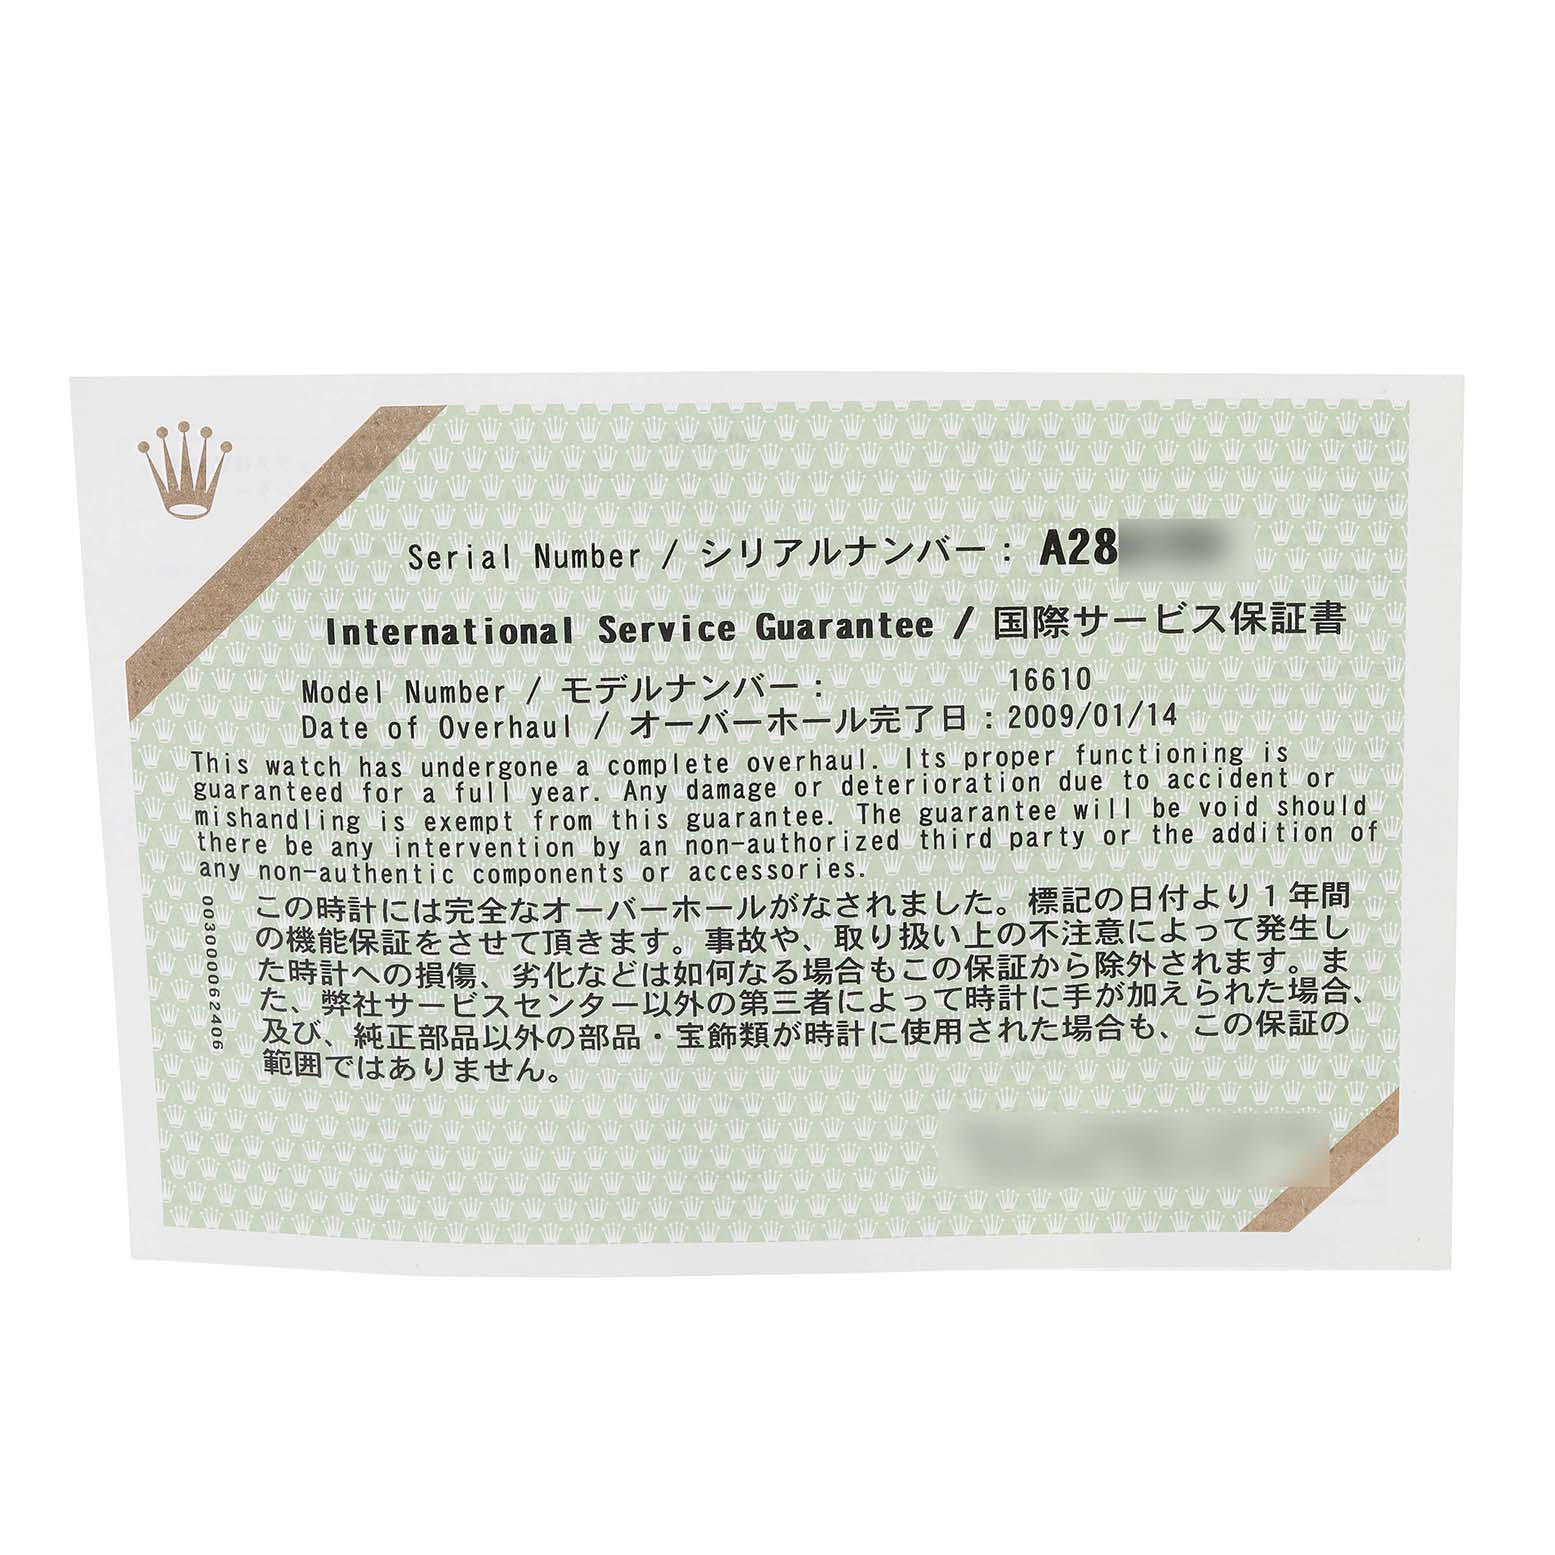 Serial Number / シリアルナンバー: A28
International Service Guarantee / 国際サービス保証書
Model Number / モデルナンバー: 16610
Date of Overhaul / オーバーホール完了日: 2009/01/14
This watch has undergone a complete overhaul. Its proper functioning is
guaranteed for a full year. Any damage or deterioration due to accident or
mishandling is exempt from this guarantee. The guarantee will be void should
there be any intervention by an non-authorized third party or the addition of
any non-authentic components or accessories.
この時計には完全なオーバーホールがなされました。標記の日付より1年間
の機能保証をさせて頂きます。事故や、取り扱い上の不注意によって発生し
た時計への損傷、劣化などは如何なる場合もこの保証から除外されます。ま
た、弊社サービスセンター以外の第三者によって時計に手が加えられた場合、
及び、純正部品以外の部品・宝飾類が時計に使用された場合も、この保証の
範囲ではありません。
003000062406